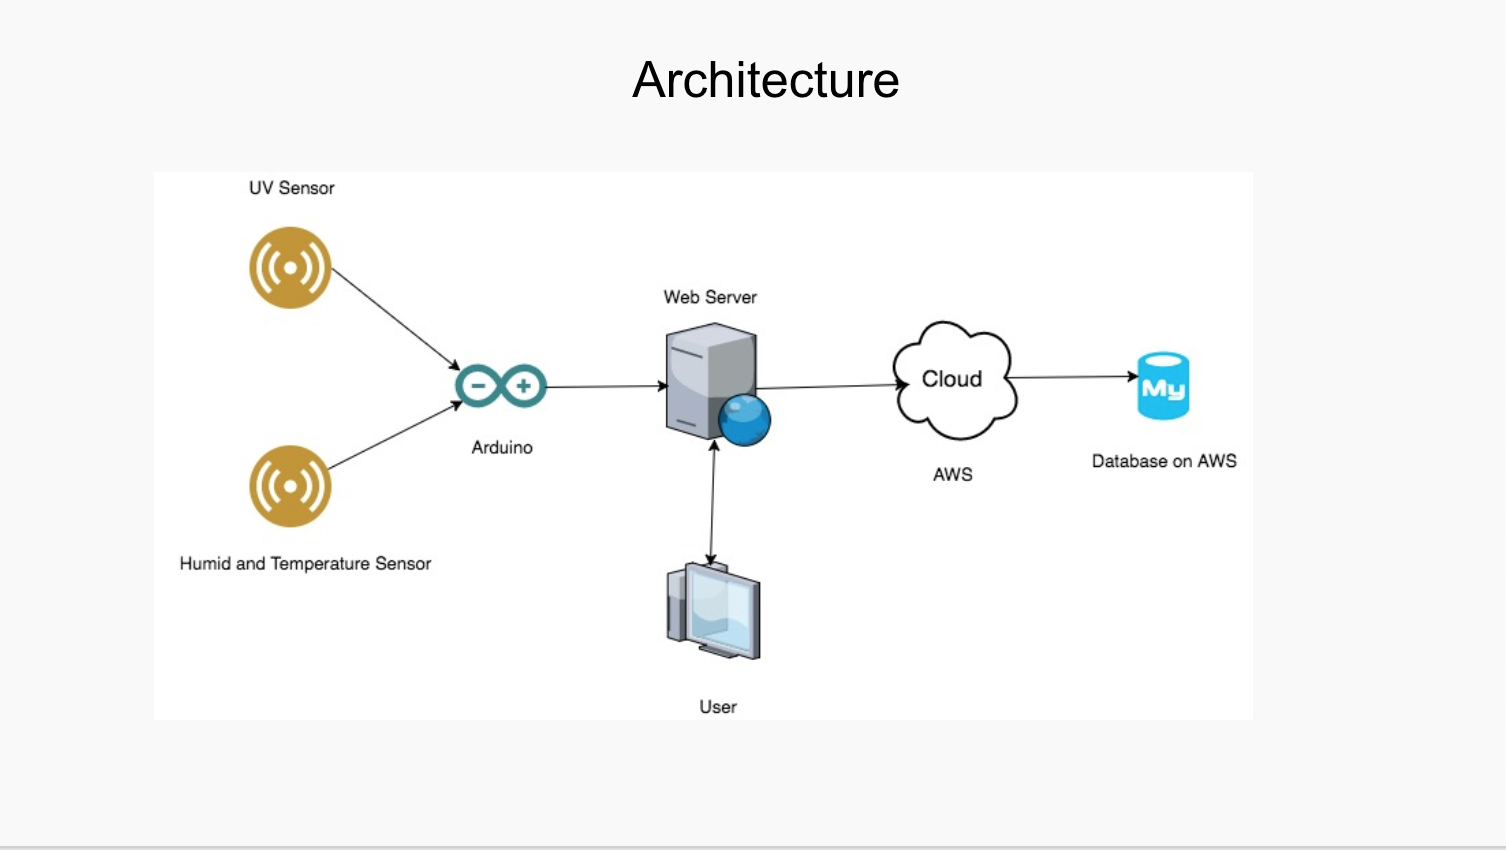 Architecture
UV Sensor
Web Server
Cloud
My
Arduino
Database on AWS
AWS
Humid and Temperature Sensor
User